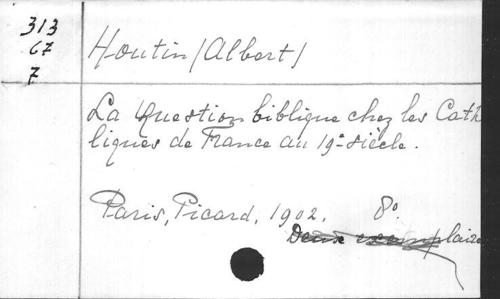 313
67
7
Houtin (Albert)
La Question biblique chez les Cath
liques de France au 19e siècle.
Paris, Picard, 1902. 8o.
Deux exemplaires